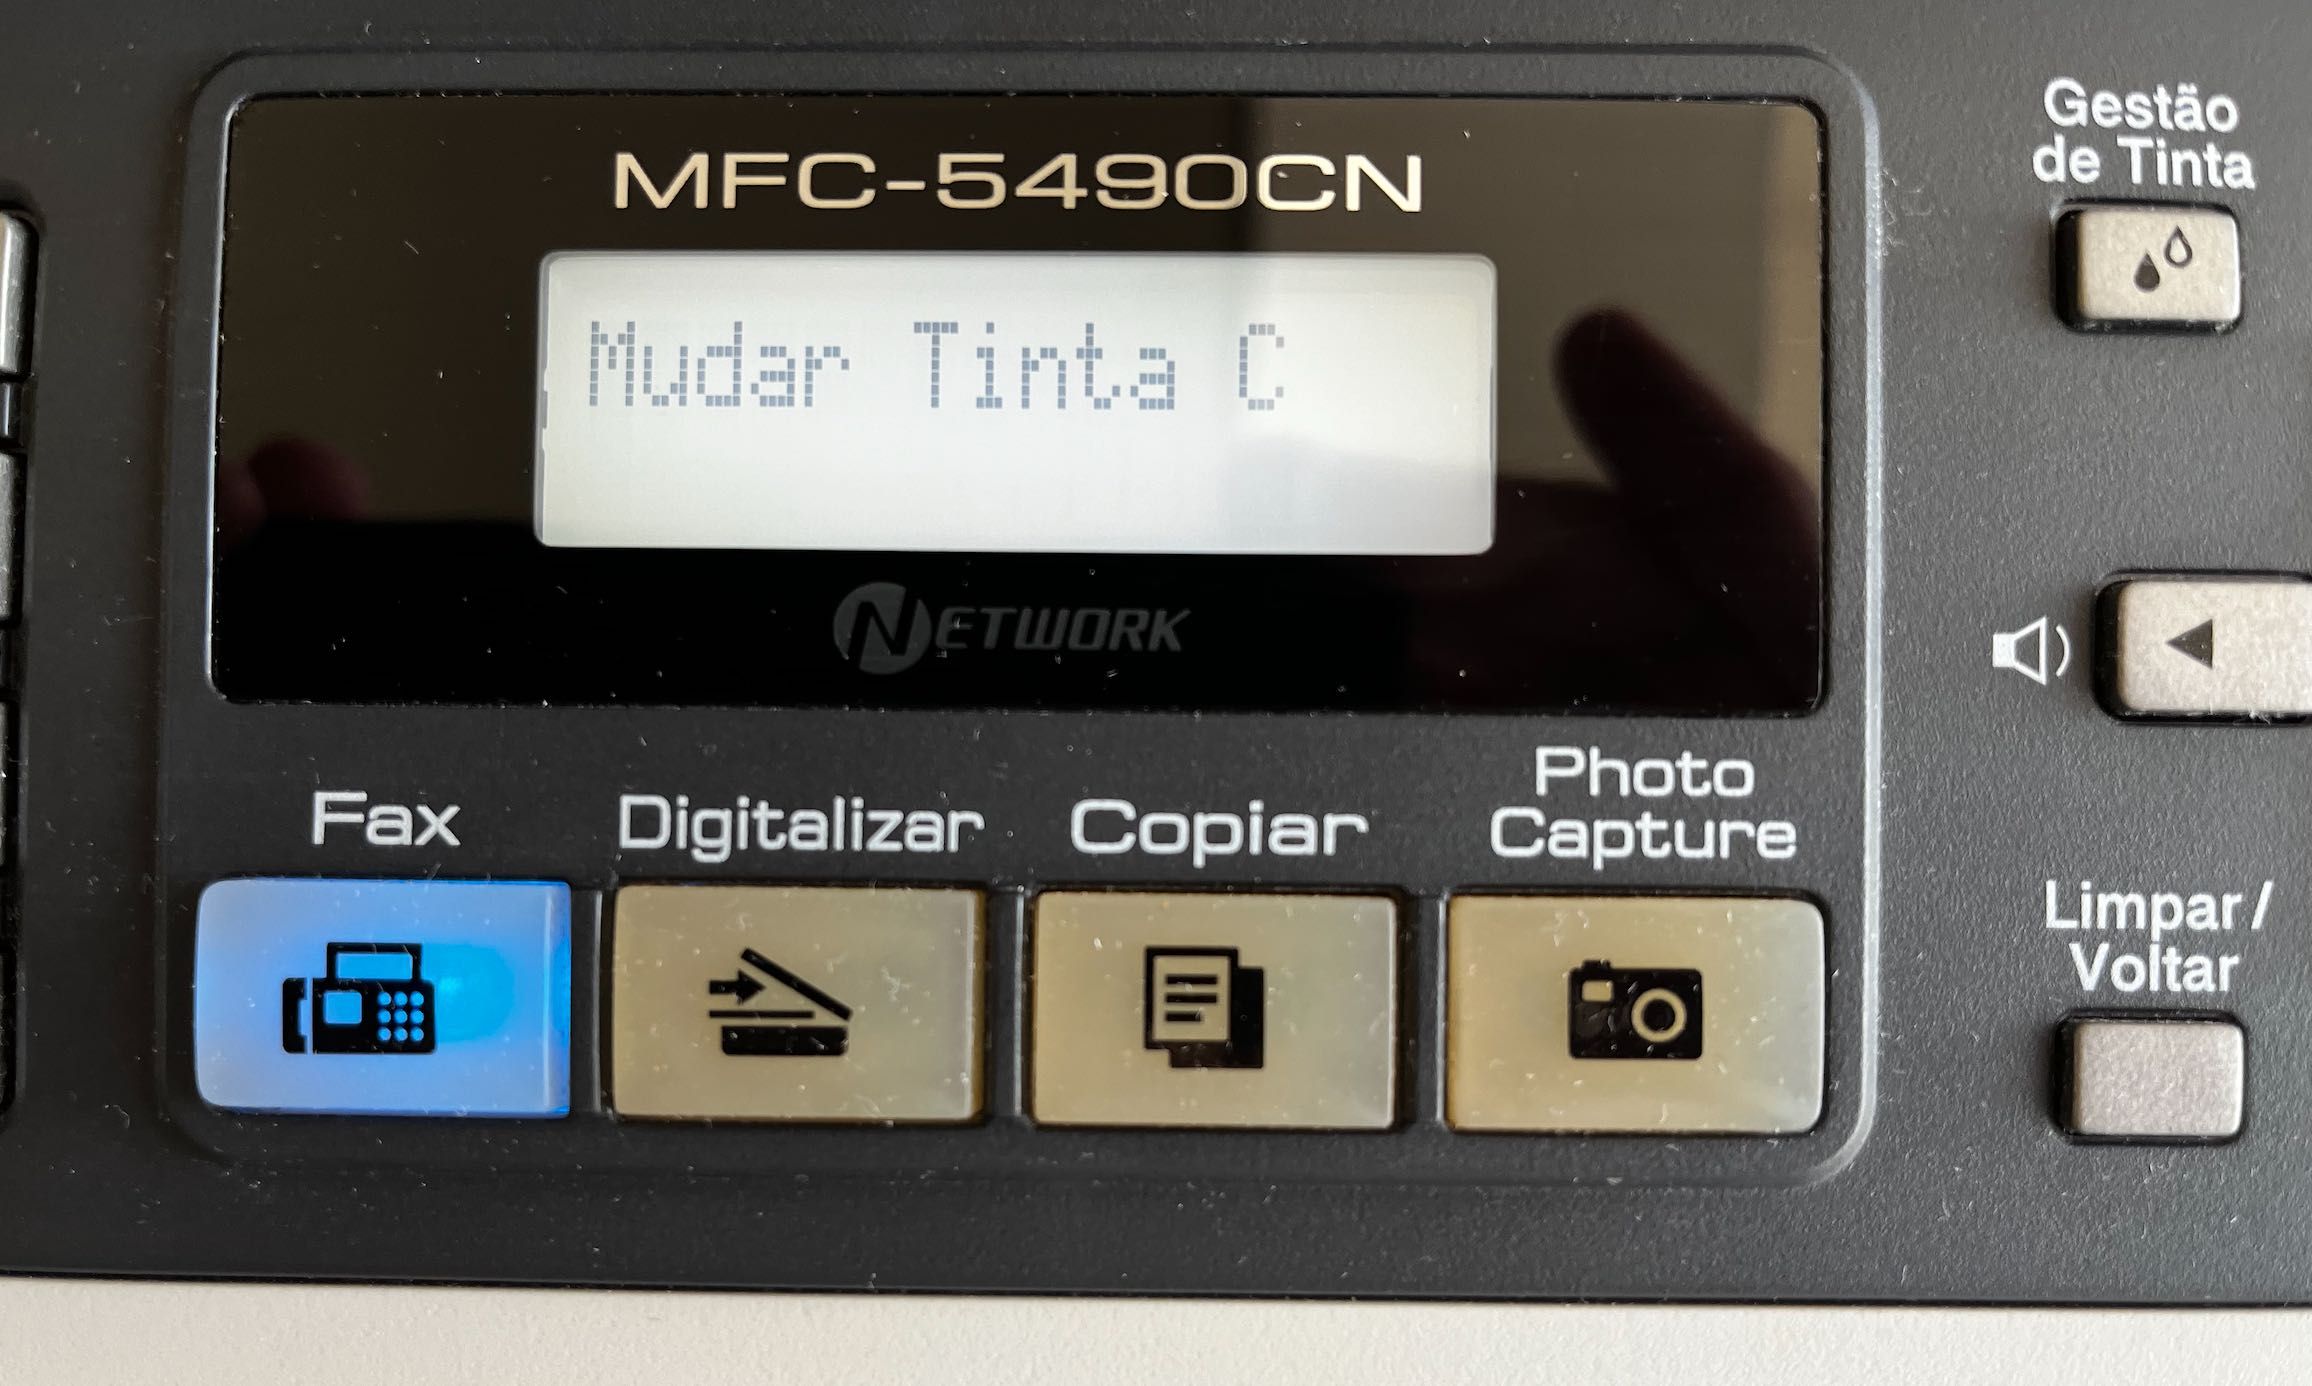 MFC-5490CN
Mudar Tinta C
NETWORK
Fax
Digitalizar
Copiar
Photo
Capture
Gestão
de Tinta
Limpar/
Voltar